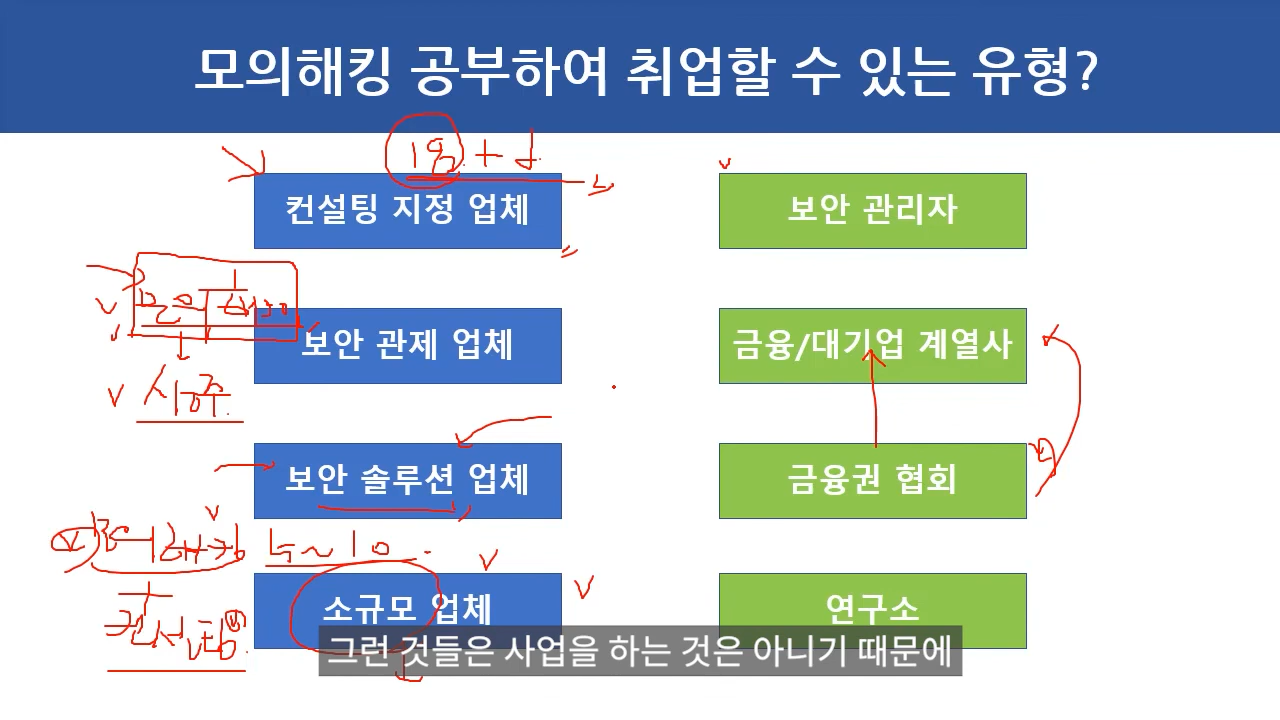 모의해킹 공부하여 취업할 수 있는 유형?
컨설팅 지정 업체
보안 관리자
보안 관제 업체
금융/대기업 계열사
보안 솔루션 업체
금융권 협회
5~10
소규모 업체
연구소
그런 것들은 사업을 하는 것은 아니기 때문에